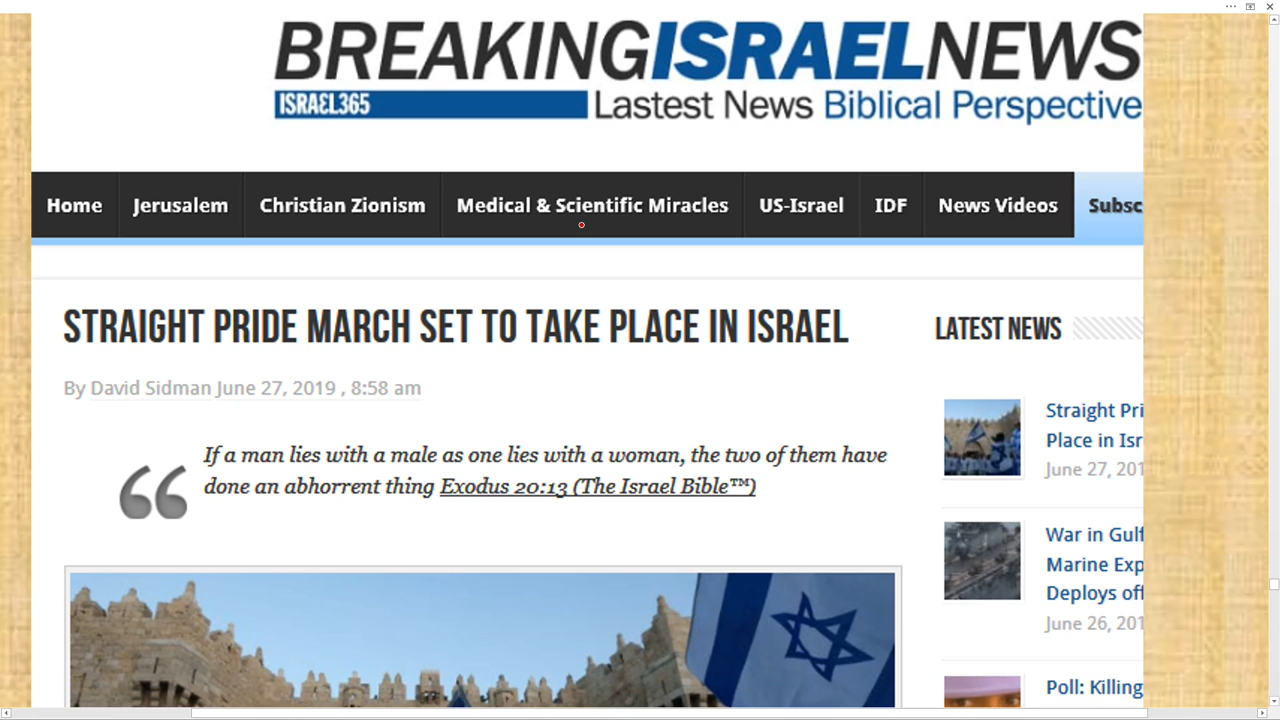 BREAKINGISRAELNEWS
ISRAEL365 Lastest News Biblical Perspective
Home Jerusalem Christian Zionism Medical & Scientific Miracles US-Israel IDF News Videos Subsc
STRAIGHT PRIDE MARCH SET TO TAKE PLACE IN ISRAEL
By David Sidman June 27, 2019 , 8:58 am
“
If a man lies with a male as one lies with a woman, the two of them have
done an abhorrent thing Exodus 20:13 (The Israel Bible™)
LATEST NEWS
Straight Pri
Place in Isr
June 27, 201
War in Gulf
Marine Exp
Deploys off
June 26, 201
Poll: Killing